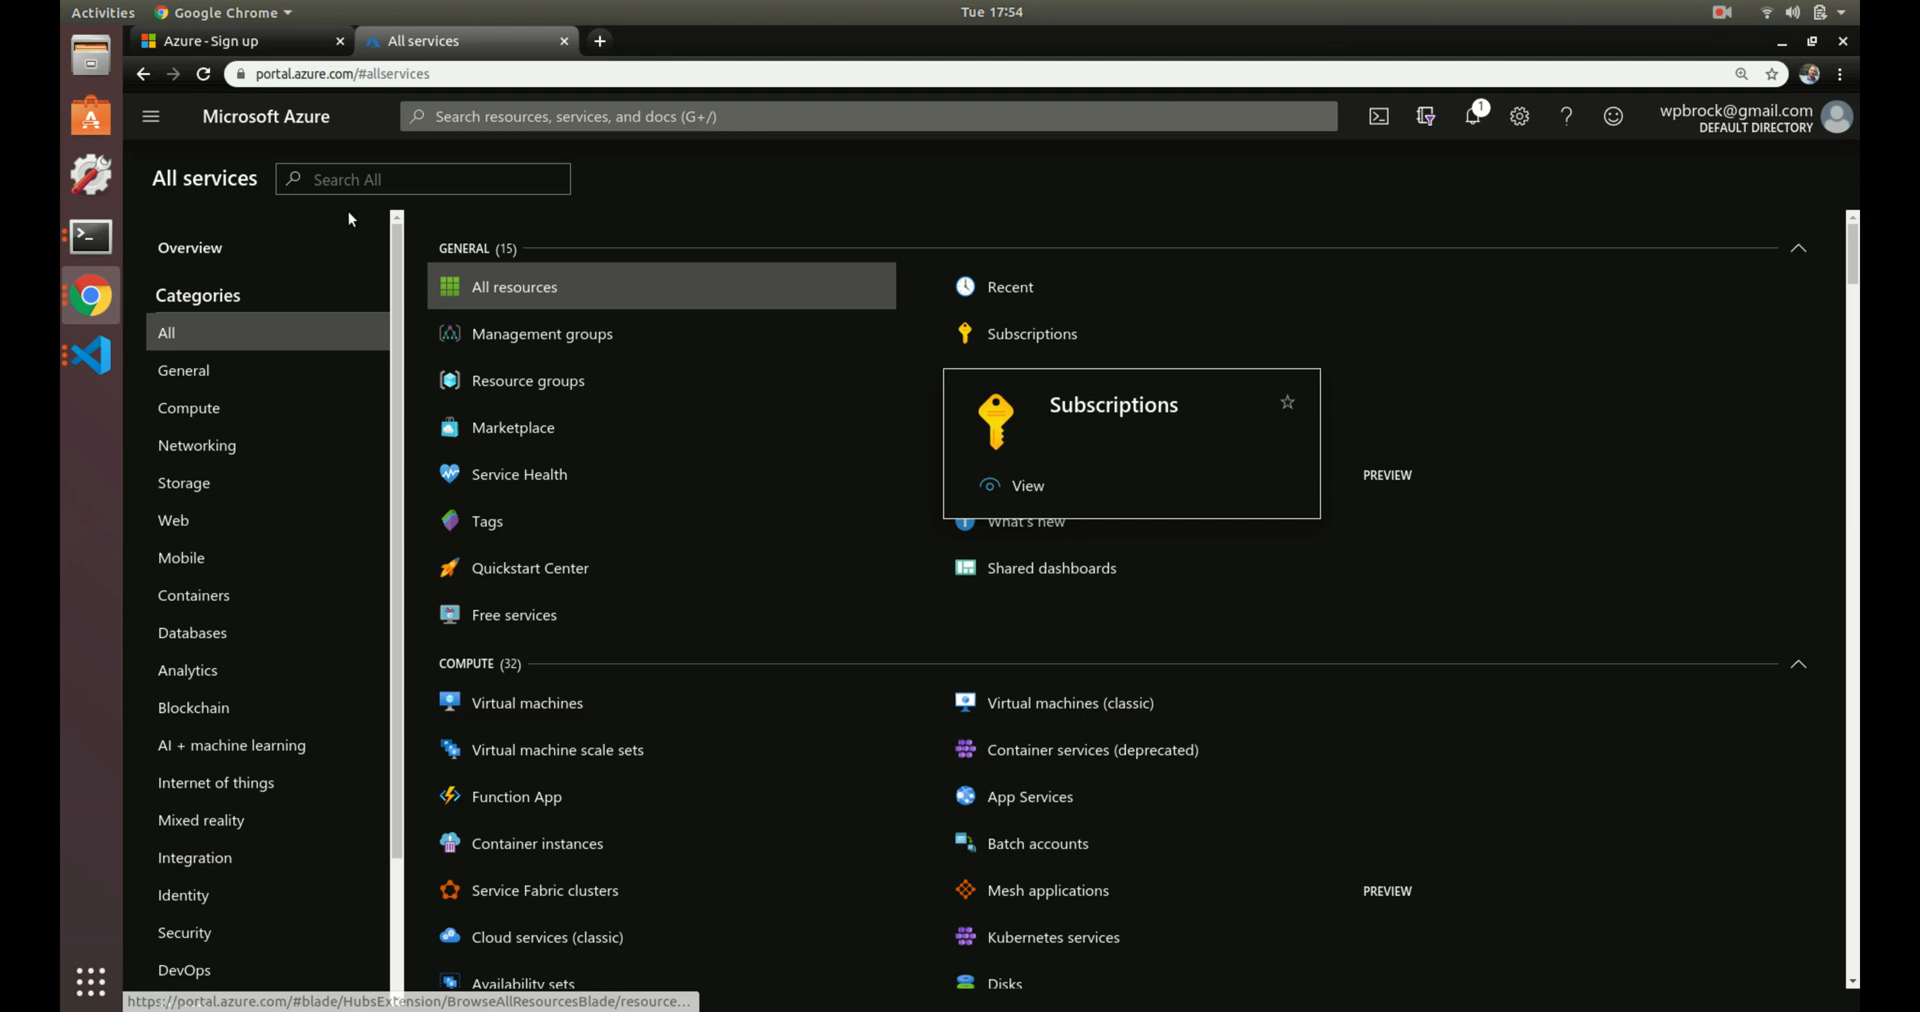 Activities
Google Chrome
Tue 17:54
Azure - Sign up
All services
portal.azure.com/#allservices
Microsoft Azure
Search resources, services, and docs (G+/)
1
wpbrock@gmail.com
DEFAULT DIRECTORY
All services
Search All
Overview
Categories
All
General
Compute
Networking
Storage
Web
Mobile
Containers
Databases
Analytics
Blockchain
AI + machine learning
Internet of things
Mixed reality
Integration
Identity
Security
DevOps
GENERAL (15)
All resources
Recent
Management groups
Subscriptions
Resource groups
Marketplace
Service Health
PREVIEW
Tags
What's new
Quickstart Center
Shared dashboards
Free services
Subscriptions
View
COMPUTE (32)
Virtual machines
Virtual machines (classic)
Virtual machine scale sets
Container services (deprecated)
Function App
App Services
Container instances
Batch accounts
Service Fabric clusters
Mesh applications
PREVIEW
Cloud services (classic)
Kubernetes services
Availability sets
Disks
https://portal.azure.com/#blade/HubsExtension/BrowseAllResourcesBlade/resource...